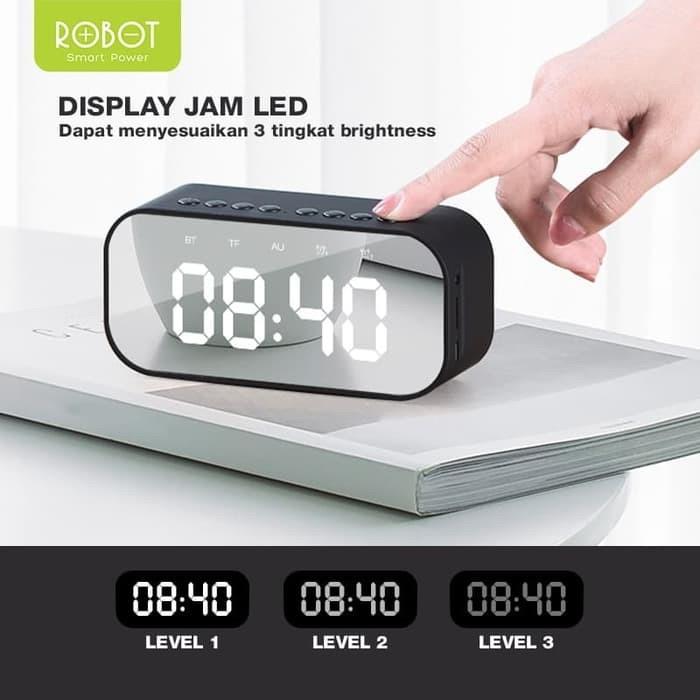 ROBOT
Smart Power
DISPLAY JAM LED
Dapat menyesuaikan 3 tingkat brightness
BT TF AU
08:40
08:40 08:40 08:40
LEVEL 1 LEVEL 2 LEVEL 3